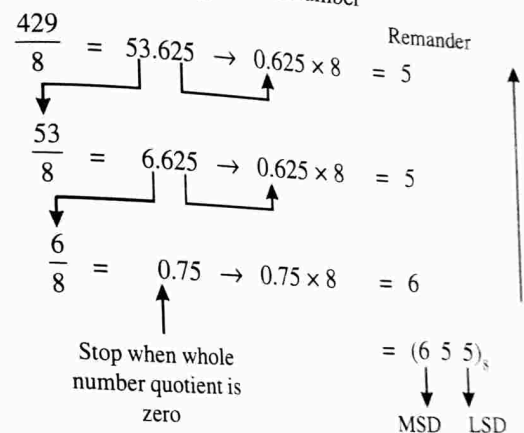 Remander
429/8 = 53.625 → 0.625 × 8 = 5
53/8 = 6.625 → 0.625 × 8 = 5
6/8 = 0.75 → 0.75 × 8 = 6
Stop when whole
number quotient is
zero
= (6 5 5)₈
MSD LSD